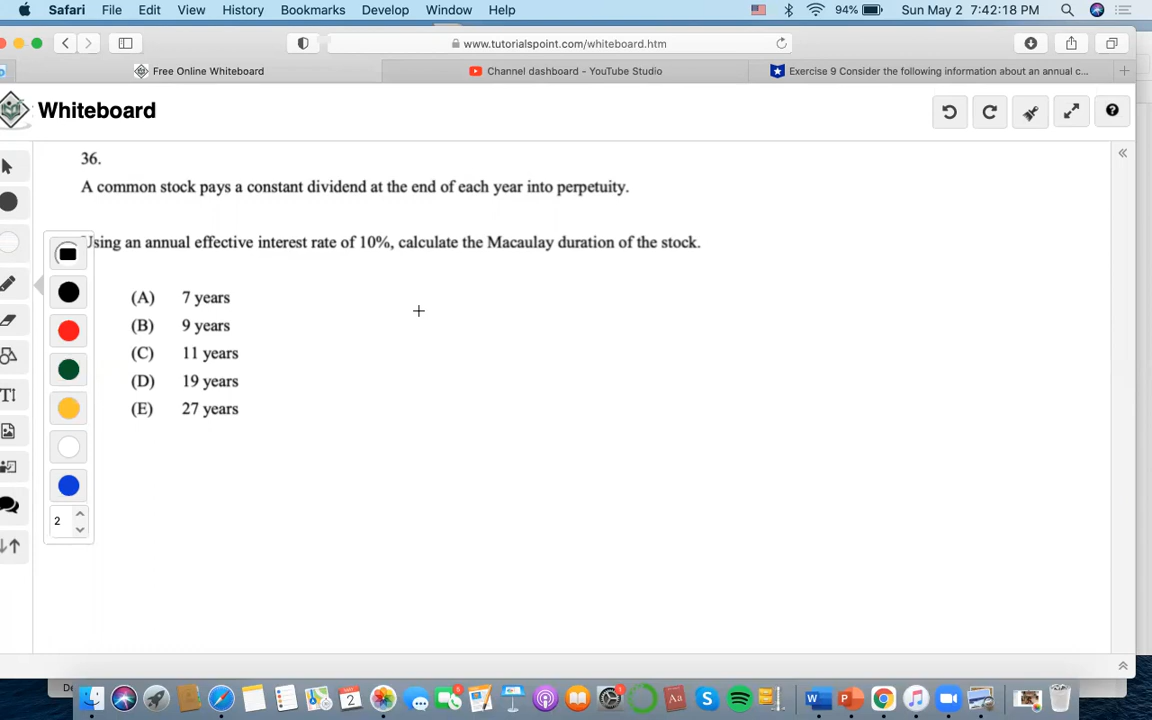 Safari File Edit View History Bookmarks Develop Window Help 94% Sun May 2 7:42:18 PM
www.tutorialspoint.com/whiteboard.htm
Free Online Whiteboard Channel dashboard - YouTube Studio Exercise 9 Consider the following information about an annual c...
Whiteboard
36.
A common stock pays a constant dividend at the end of each year into perpetuity.
Using an annual effective interest rate of 10%, calculate the Macaulay duration of the stock.
(A) 7 years
(B) 9 years
(C) 11 years
(D) 19 years
(E) 27 years
TI
2